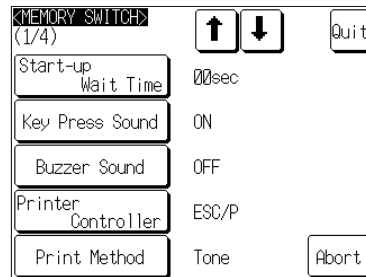 <MEMORY SWITCH>
(1/4)
Quit
Start-up
Wait Time
00sec
Key Press Sound
ON
Buzzer Sound
OFF
Printer
Controller
ESC/P
Print Method
Tone
Abort